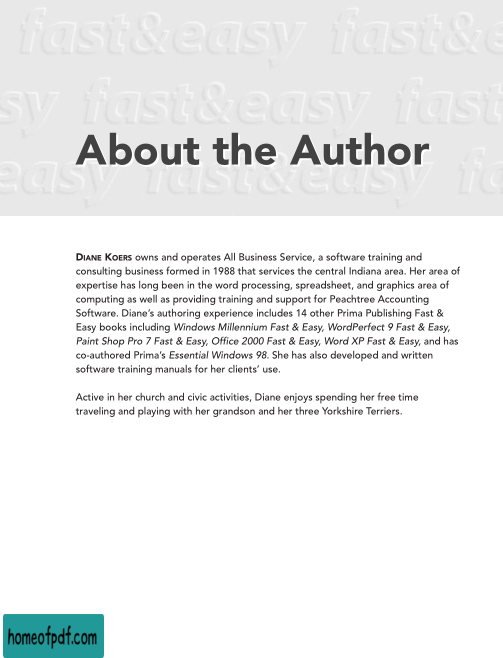 fast&easy fast&e
sy fast&easy fast
easy fast&easy fa
About the Author
DIANE KOERS owns and operates All Business Service, a software training and
consulting business formed in 1988 that services the central Indiana area. Her area of
expertise has long been in the word processing, spreadsheet, and graphics area of
computing as well as providing training and support for Peachtree Accounting
Software. Diane's authoring experience includes 14 other Prima Publishing Fast &
Easy books including Windows Millennium Fast & Easy, WordPerfect 9 Fast & Easy,
Paint Shop Pro 7 Fast & Easy, Office 2000 Fast & Easy, Word XP Fast & Easy, and has
co-authored Prima's Essential Windows 98. She has also developed and written
software training manuals for her clients' use.
Active in her church and civic activities, Diane enjoys spending her free time
traveling and playing with her grandson and her three Yorkshire Terriers.
homeofpdf.com